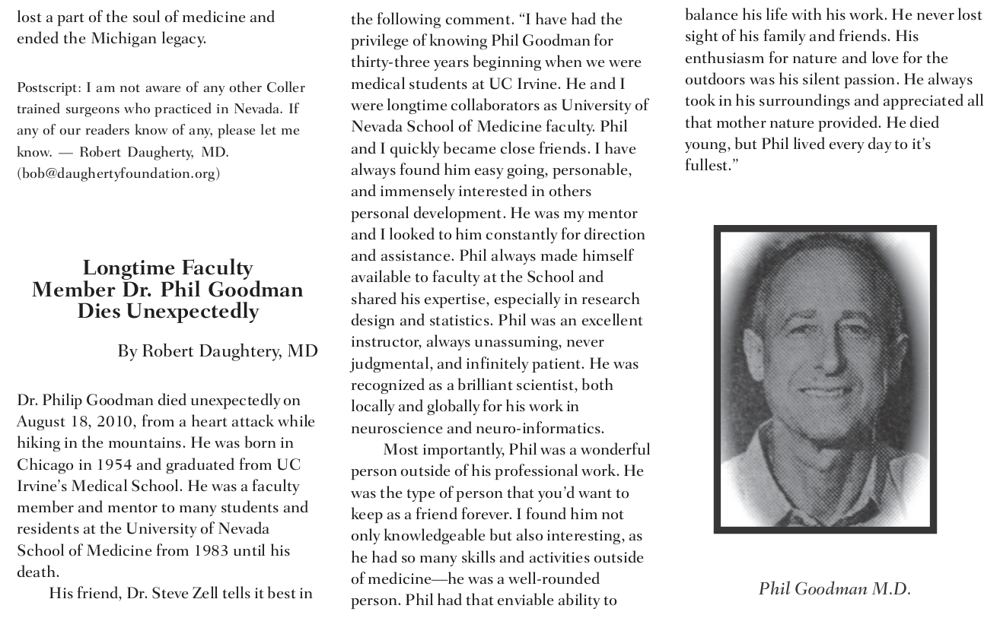 lost a part of the soul of medicine and
ended the Michigan legacy.
Postscript: I am not aware of any other Coller
trained surgeons who practiced in Nevada. If
any of our readers know of any, please let me
know. — Robert Daugherty, MD.
(bob@daughertyfoundation.org)
Longtime Faculty
Member Dr. Phil Goodman
Dies Unexpectedly
By Robert Daughtery, MD
Dr. Philip Goodman died unexpectedly on
August 18, 2010, from a heart attack while
hiking in the mountains. He was born in
Chicago in 1954 and graduated from UC
Irvine's Medical School. He was a faculty
member and mentor to many students and
residents at the University of Nevada
School of Medicine from 1983 until his
death.
His friend, Dr. Steve Zell tells it best in
the following comment. “I have had the
privilege of knowing Phil Goodman for
thirty-three years beginning when we were
medical students at UC Irvine. He and I
were longtime collaborators as University of
Nevada School of Medicine faculty. Phil
and I quickly became close friends. I have
always found him easy going, personable,
and immensely interested in others
personal development. He was my mentor
and I looked to him constantly for direction
and assistance. Phil always made himself
available to faculty at the School and
shared his expertise, especially in research
design and statistics. Phil was an excellent
instructor, always unassuming, never
judgmental, and infinitely patient. He was
recognized as a brilliant scientist, both
locally and globally for his work in
neuroscience and neuro-informatics.
Most importantly, Phil was a wonderful
person outside of his professional work. He
was the type of person that you'd want to
keep as a friend forever. I found him not
only knowledgeable but also interesting, as
he had so many skills and activities outside
of medicine—he was a well-rounded
person. Phil had that enviable ability to
balance his life with his work. He never lost
sight of his family and friends. His
enthusiasm for nature and love for the
outdoors was his silent passion. He always
took in his surroundings and appreciated all
that mother nature provided. He died
young, but Phil lived every day to it's
fullest.”
Phil Goodman M.D.